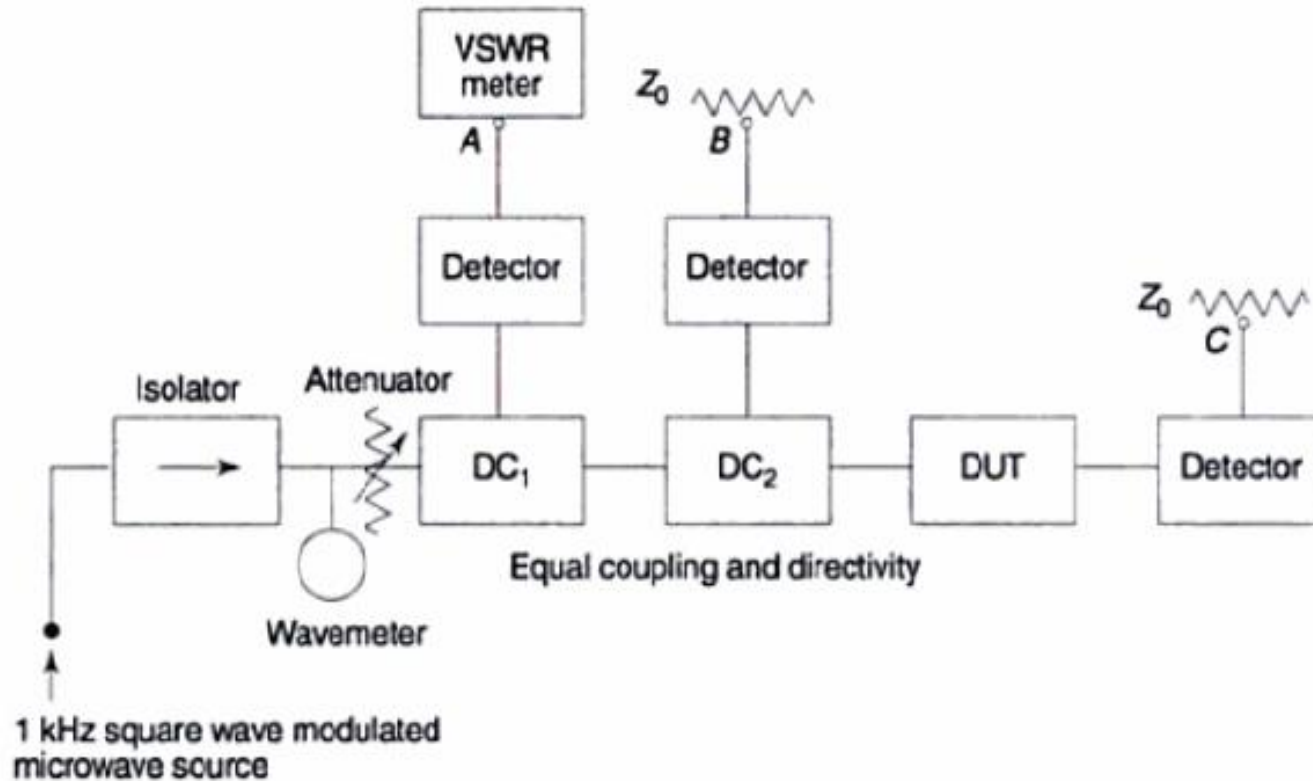 VSWR
meter
A
Z0
B
Detector
Detector
Z0
C
Isolator
Attenuator
DC1
DC2
DUT
Detector
Equal coupling and directivity
Wavemeter
1 kHz square wave modulated
microwave source